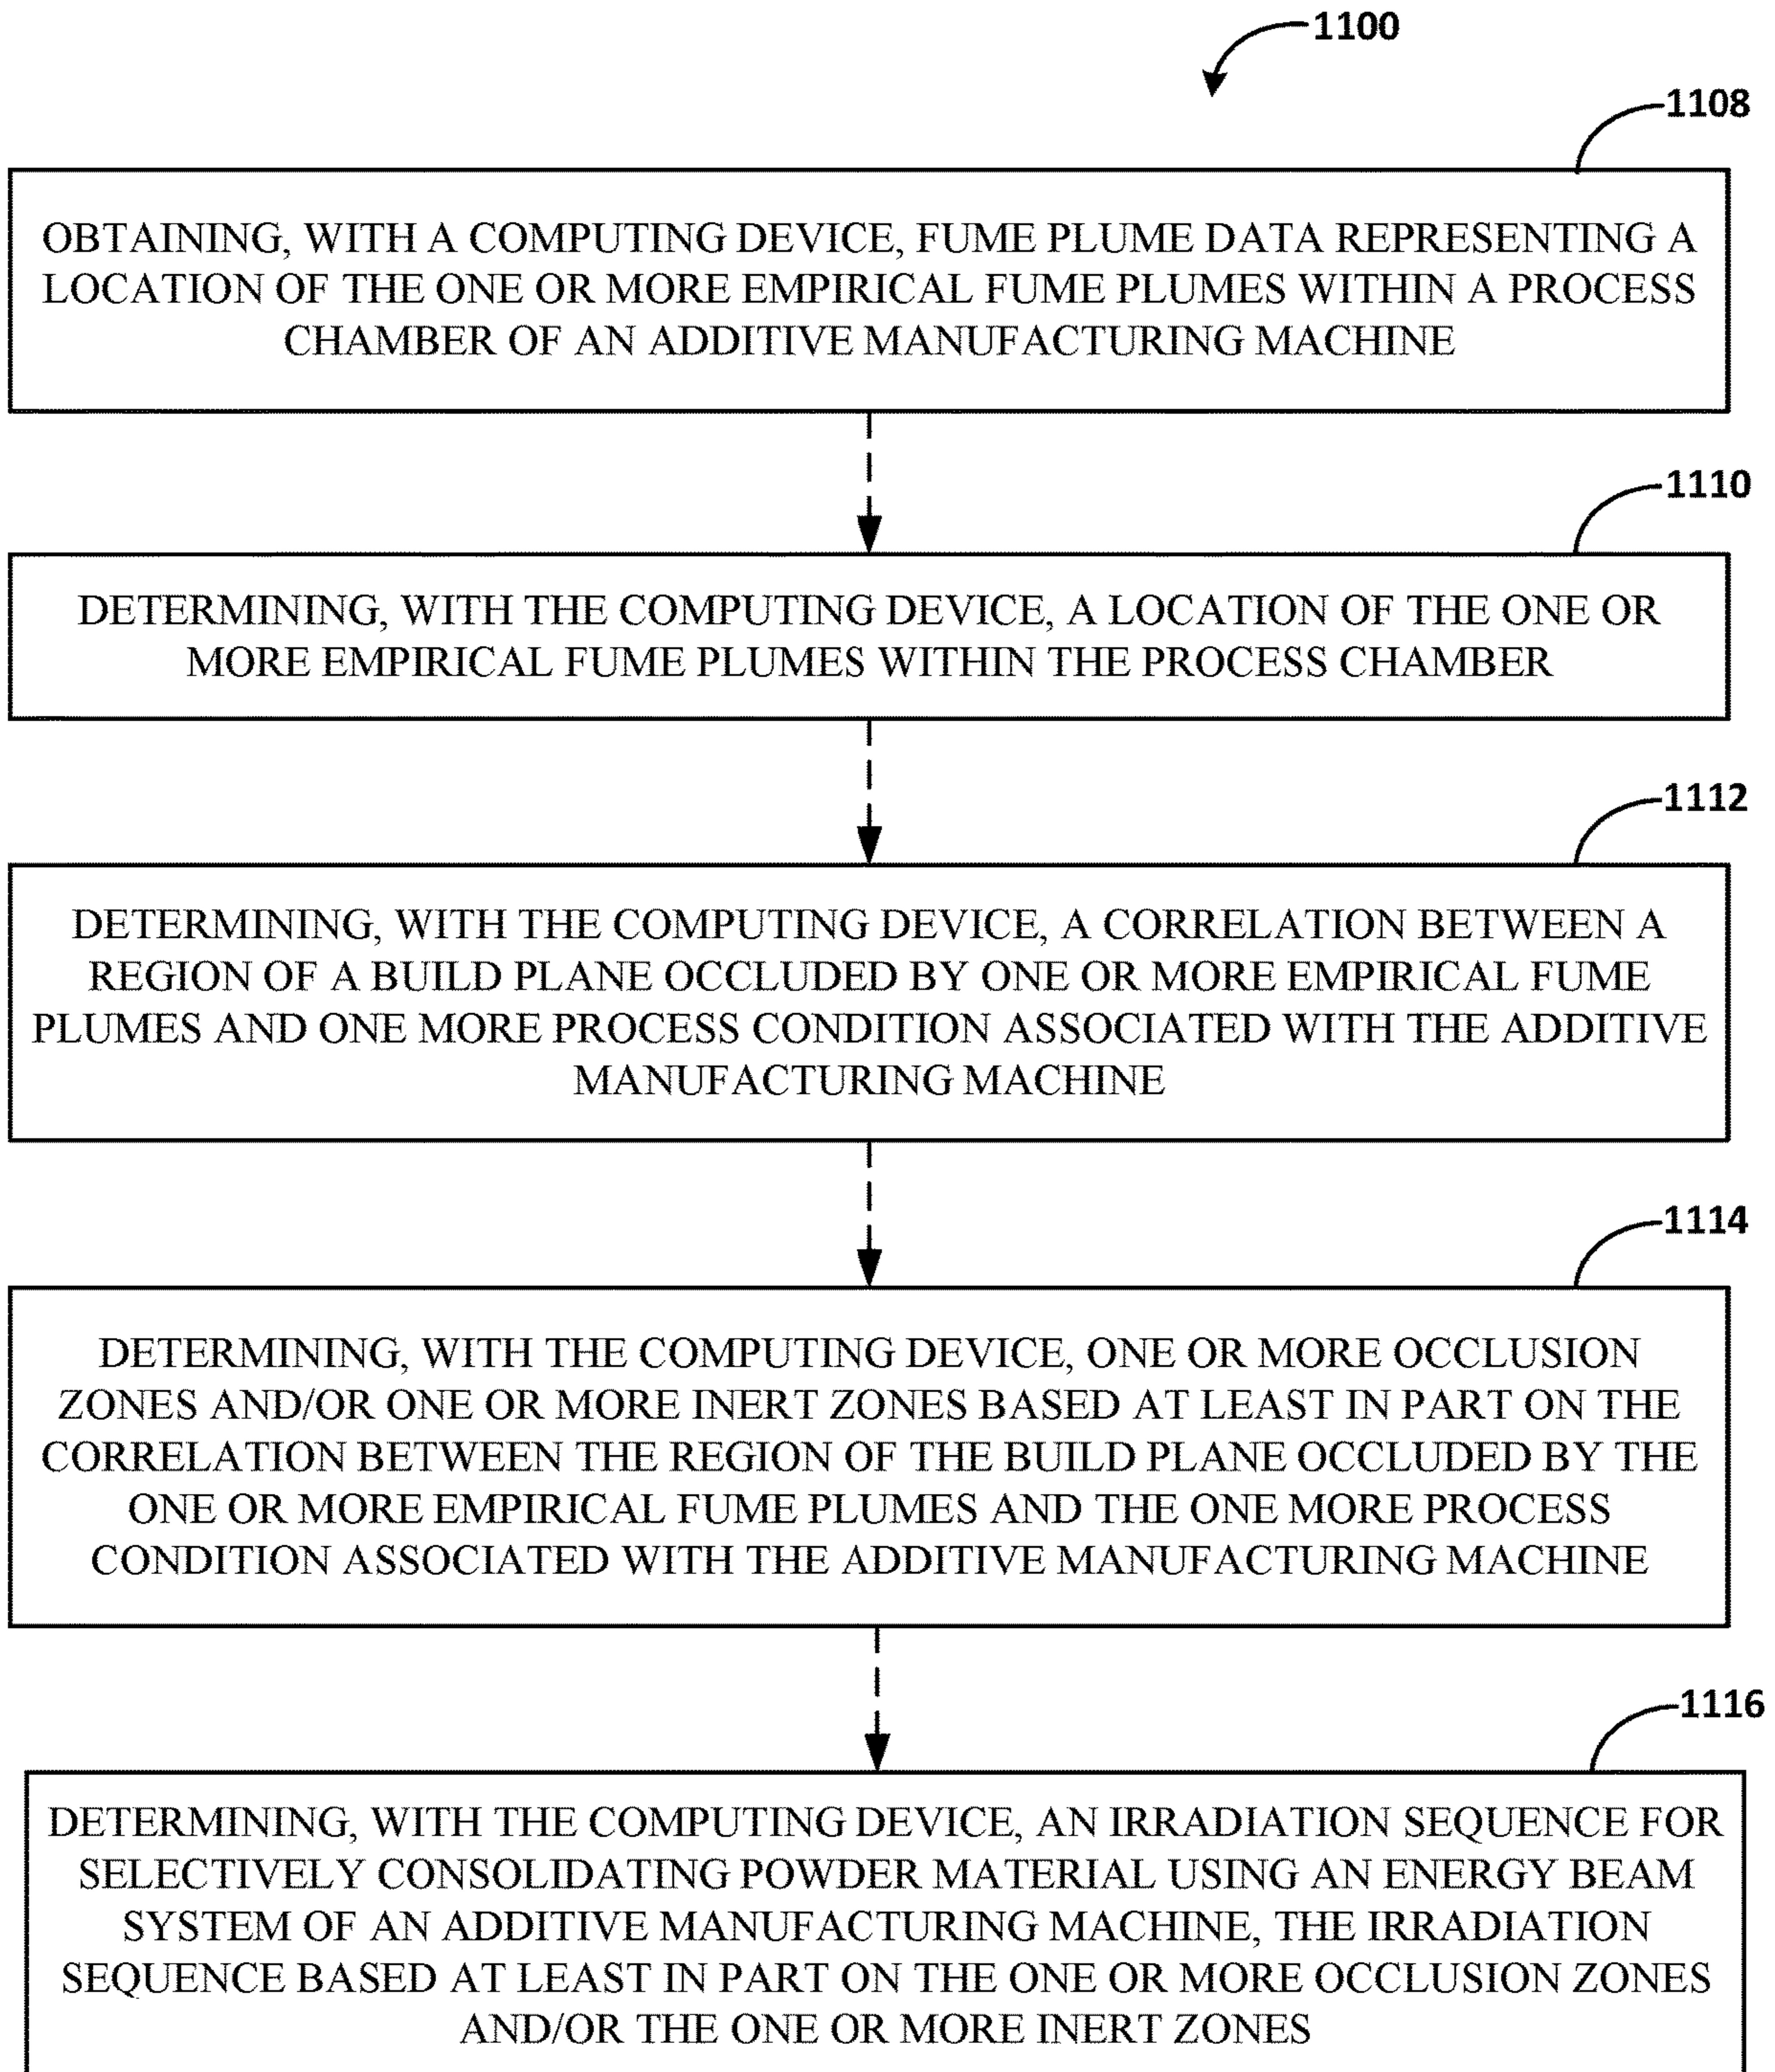 1100
1108
OBTAINING, WITH A COMPUTING DEVICE, FUME PLUME DATA REPRESENTING A
LOCATION OF THE ONE OR MORE EMPIRICAL FUME PLUMES WITHIN A PROCESS
CHAMBER OF AN ADDITIVE MANUFACTURING MACHINE
1110
DETERMINING, WITH THE COMPUTING DEVICE, A LOCATION OF THE ONE OR
MORE EMPIRICAL FUME PLUMES WITHIN THE PROCESS CHAMBER
1112
DETERMINING, WITH THE COMPUTING DEVICE, A CORRELATION BETWEEN A
REGION OF A BUILD PLANE OCCLUDED BY ONE OR MORE EMPIRICAL FUME
PLUMES AND ONE MORE PROCESS CONDITION ASSOCIATED WITH THE ADDITIVE
MANUFACTURING MACHINE
1114
DETERMINING, WITH THE COMPUTING DEVICE, ONE OR MORE OCCLUSION
ZONES AND/OR ONE OR MORE INERT ZONES BASED AT LEAST IN PART ON THE
CORRELATION BETWEEN THE REGION OF THE BUILD PLANE OCCLUDED BY THE
ONE OR MORE EMPIRICAL FUME PLUMES AND THE ONE MORE PROCESS
CONDITION ASSOCIATED WITH THE ADDITIVE MANUFACTURING MACHINE
1116
DETERMINING, WITH THE COMPUTING DEVICE, AN IRRADIATION SEQUENCE FOR
SELECTIVELY CONSOLIDATING POWDER MATERIAL USING AN ENERGY BEAM
SYSTEM OF AN ADDITIVE MANUFACTURING MACHINE, THE IRRADIATION
SEQUENCE BASED AT LEAST IN PART ON THE ONE OR MORE OCCLUSION ZONES
AND/OR THE ONE OR MORE INERT ZONES